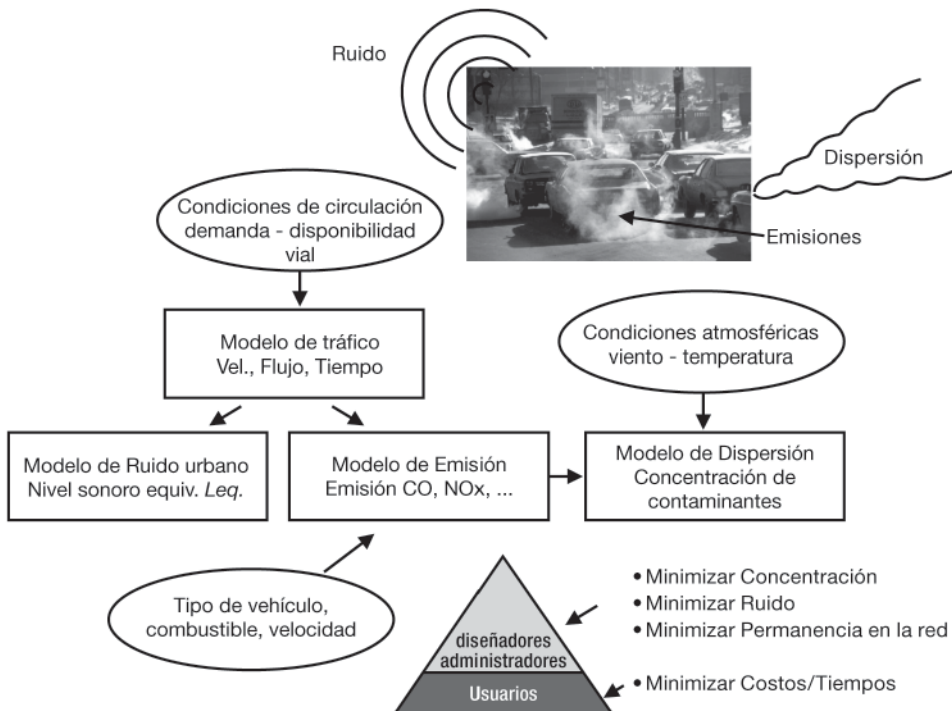 Ruido
Dispersión
Emisiones
Condiciones de circulación
demanda - disponibilidad
vial
Modelo de tráfico
Vel., Flujo, Tiempo
Condiciones atmosféricas
viento - temperatura
Modelo de Ruido urbano
Nivel sonoro equiv. Leq.
Modelo de Emisión
Emisión CO, NOx, ...
Modelo de Dispersión
Concentración de
contaminantes
Tipo de vehículo,
combustible, velocidad
diseñadores
administradores
Usuarios
• Minimizar Concentración
• Minimizar Ruido
• Minimizar Permanencia en la red
• Minimizar Costos/Tiempos